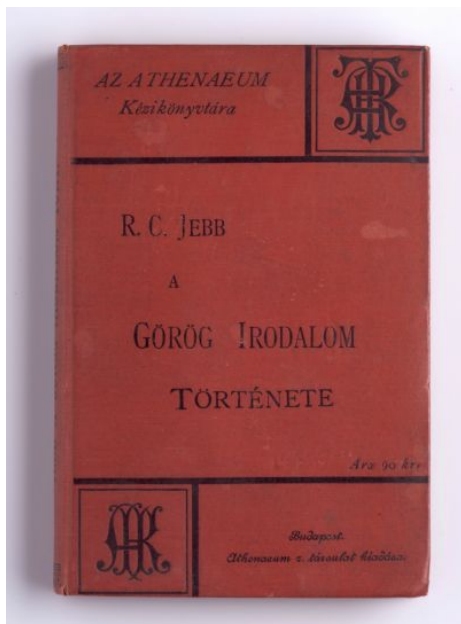 AZ ATHENAEUM
Kézikönyvtára
R. C. JEBB
A
GÖRÖG IRODALOM
TÖRTÉNETE
Ára 90 kr.
Budapest.
Athenaeum r. társulat kiadása.